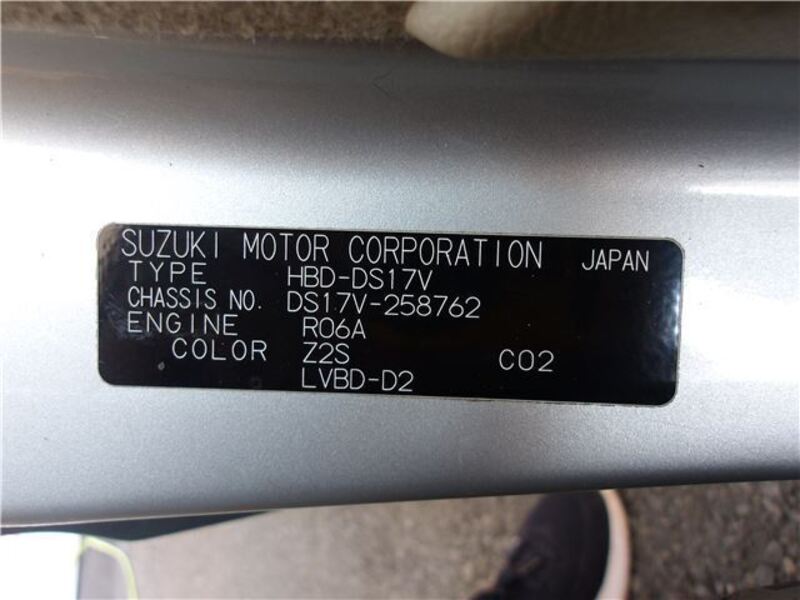 SUZUKI MOTOR CORPORATION JAPAN
TYPE HBD-DS17V
CHASSIS NO. DS17V-258762
ENGINE R06A
COLOR Z2S C02
LVBD-D2